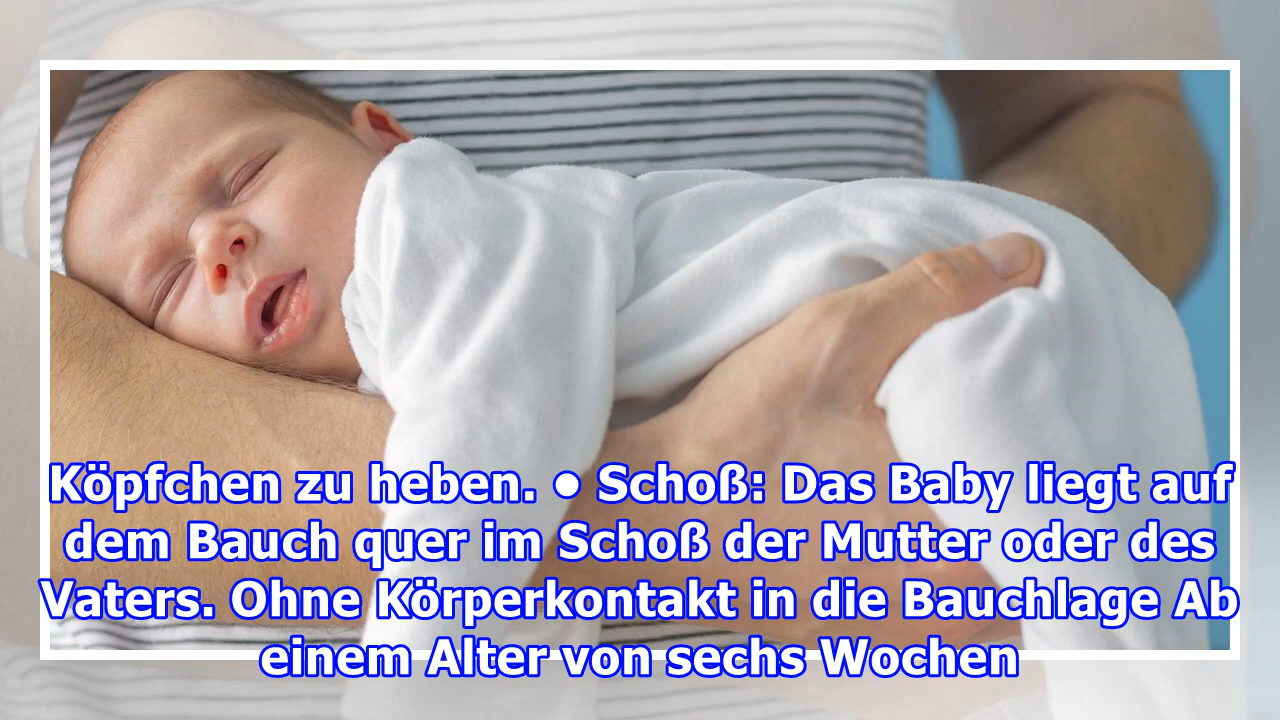 Köpfchen zu heben. • Schoß: Das Baby liegt auf
dem Bauch quer im Schoß der Mutter oder des
Vaters. Ohne Körperkontakt in die Bauchlage Ab
einem Alter von sechs Wochen